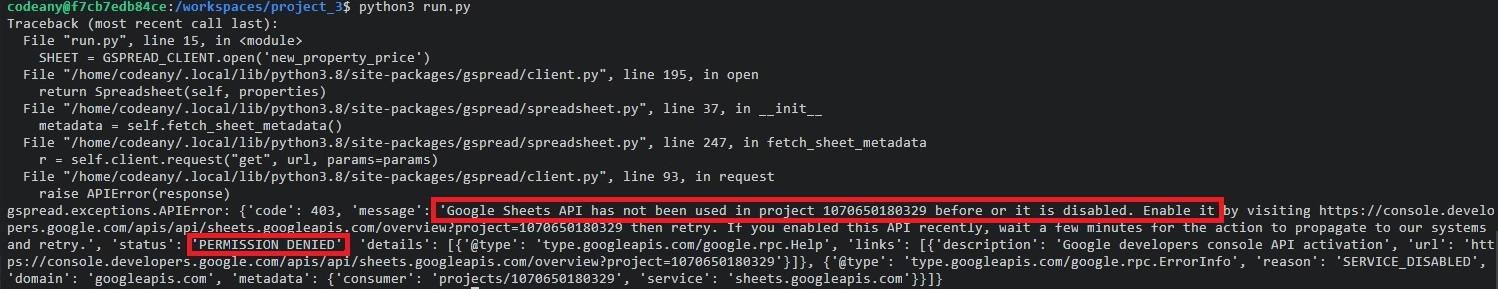 codeany@f7cb7edb84ce:/workspaces/project_3$ python3 run.py
Traceback (most recent call last):
  File "run.py", line 15, in <module>
    SHEET = GSPREAD_CLIENT.open('new_property_price')
  File "/home/codeany/.local/lib/python3.8/site-packages/gspread/client.py", line 195, in open
    return Spreadsheet(self, properties)
  File "/home/codeany/.local/lib/python3.8/site-packages/gspread/spreadsheet.py", line 37, in __init__
    metadata = self.fetch_sheet_metadata()
  File "/home/codeany/.local/lib/python3.8/site-packages/gspread/spreadsheet.py", line 247, in fetch_sheet_metadata
    r = self.client.request("get", url, params=params)
  File "/home/codeany/.local/lib/python3.8/site-packages/gspread/client.py", line 93, in request
    raise APIError(response)
gspread.exceptions.APIError: {'code': 403, 'message': 'Google Sheets API has not been used in project 1070650180329 before or it is disabled. Enable it by visiting https://console.develo
pers.google.com/apis/api/sheets.googleapis.com/overview?project=1070650180329 then retry. If you enabled this API recently, wait a few minutes for the action to propagate to our systems
and retry.', 'status': 'PERMISSION_DENIED' 'details': [{'@type': 'type.googleapis.com/google.rpc.Help', 'links': [{'description': 'Google developers console API activation', 'url': 'htt
ps://console.developers.google.com/apis/api/sheets.googleapis.com/overview?project=1070650180329'}]}, {'@type': 'type.googleapis.com/google.rpc.ErrorInfo', 'reason': 'SERVICE_DISABLED',
'domain': 'googleapis.com', 'metadata': {'consumer': 'projects/1070650180329', 'service': 'sheets.googleapis.com'}}]}